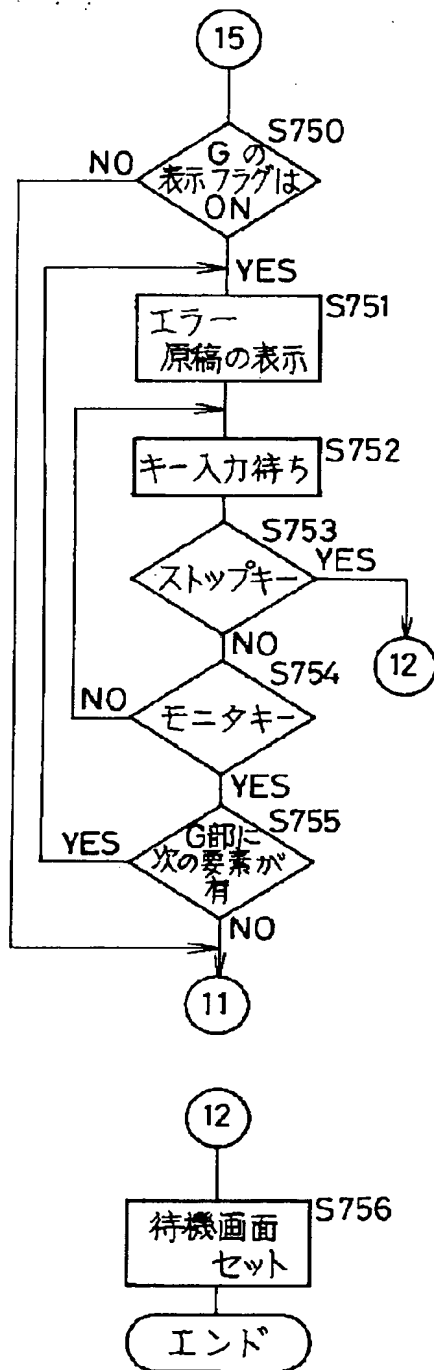 15
S750
G の
表示フラグは
ON
NO
YES
S751
エラー
原稿の表示
S752
キー入力待ち
S753
ストップキー
YES
12
NO
S754
モニタキー
NO
YES
S755
G部に
次の要素が
有
YES
NO
11
12
S756
待機画面
セット
エンド